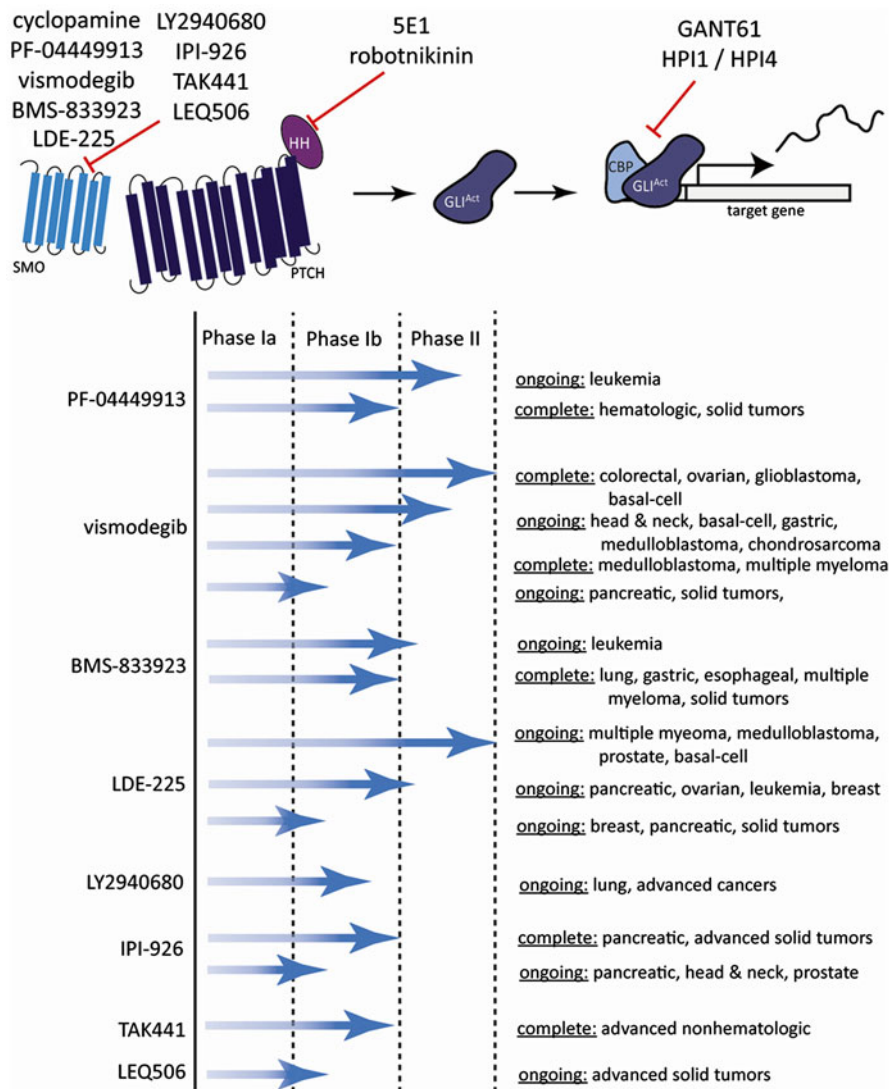 cyclopamine LY2940680
PF-04449913 IPI-926
vismodegib TAK441
BMS-833923 LEQ506
LDE-225
5E1
robotnikinin
GANT61
HPI1 / HPI4
HH
SMO
PTCH
GLIAct
CBP
GLIAct
target gene
Phase Ia Phase Ib Phase II
PF-04449913
ongoing: leukemia
complete: hematologic, solid tumors
vismodegib
complete: colorectal, ovarian, glioblastoma,
basal-cell
ongoing: head & neck, basal-cell, gastric,
medulloblastoma, chondrosarcoma
complete: medulloblastoma, multiple myeloma
ongoing: pancreatic, solid tumors,
BMS-833923
ongoing: leukemia
complete: lung, gastric, esophageal, multiple
myeloma, solid tumors
LDE-225
ongoing: multiple myeoma, medulloblastoma,
prostate, basal-cell
ongoing: pancreatic, ovarian, leukemia, breast
ongoing: breast, pancreatic, solid tumors
LY2940680
ongoing: lung, advanced cancers
IPI-926
complete: pancreatic, advanced solid tumors
ongoing: pancreatic, head & neck, prostate
TAK441
complete: advanced nonhematologic
LEQ506
ongoing: advanced solid tumors